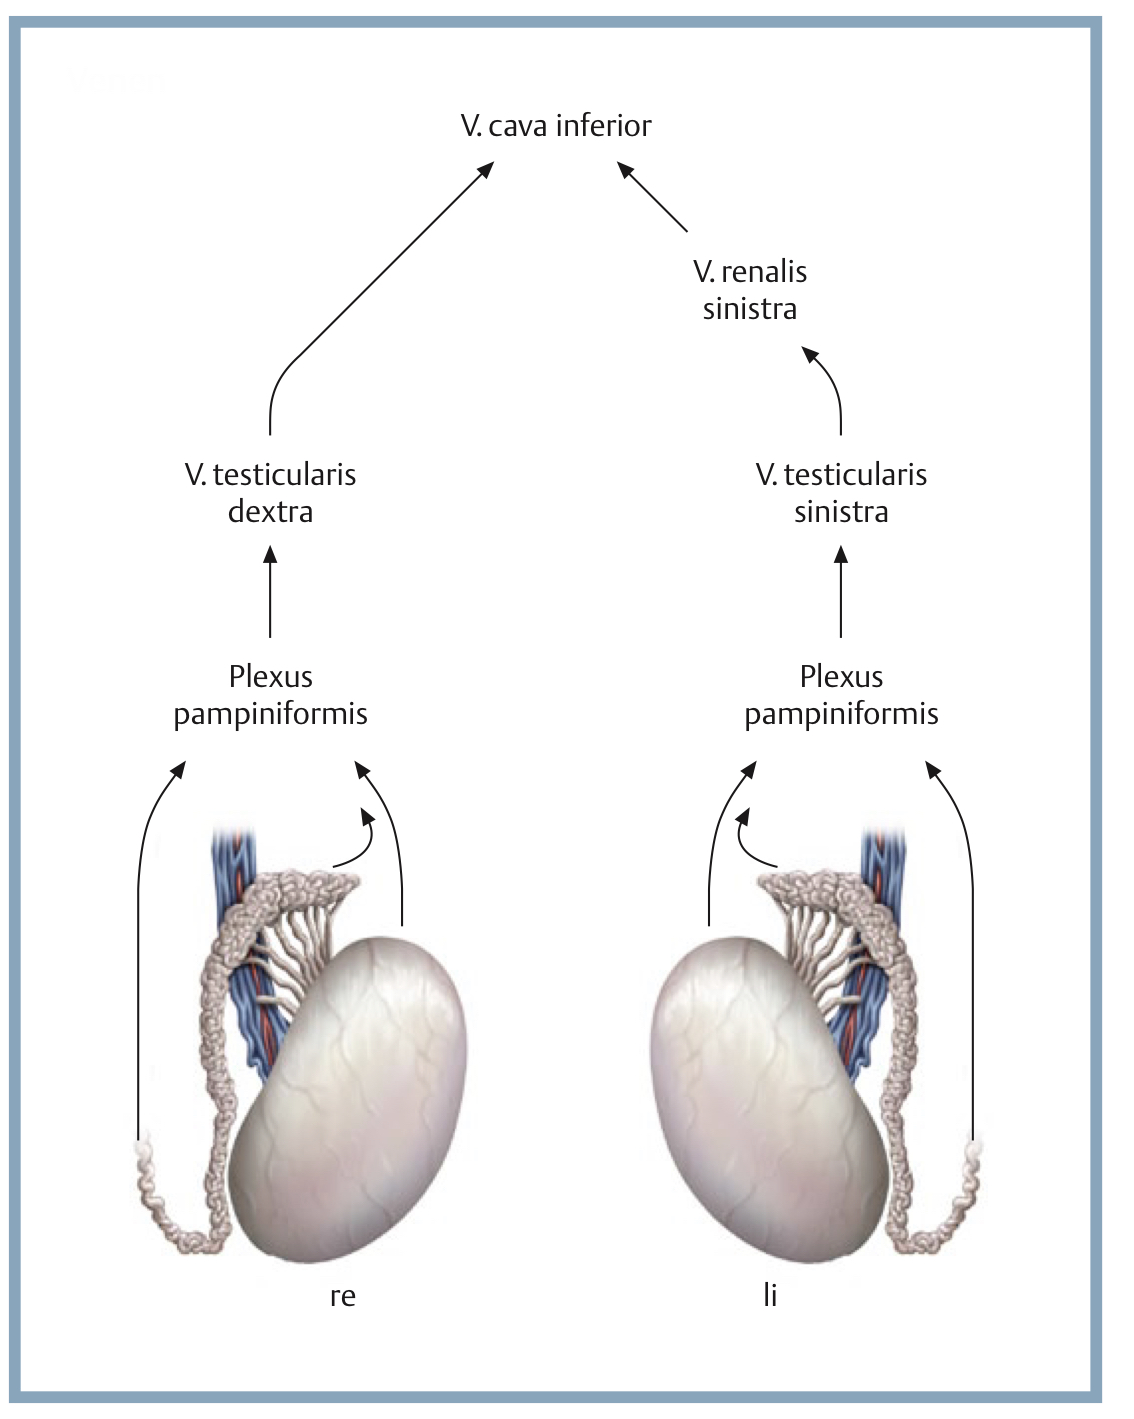 V. cava inferior
V. renalis
sinistra
V. testicularis
dextra
V. testicularis
sinistra
Plexus
pampiniformis
Plexus
pampiniformis
re
li